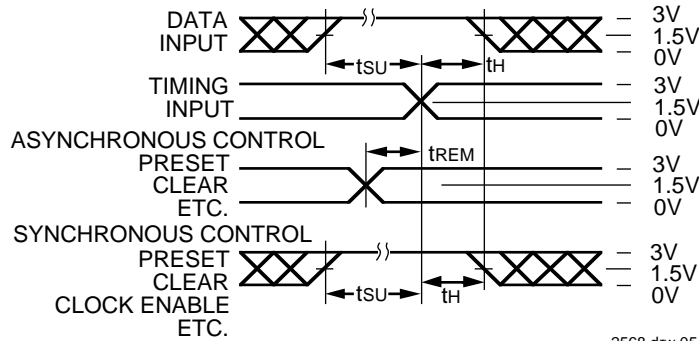 DATA
INPUT
tSU
tH
3V
1.5V
0V
TIMING
INPUT
3V
1.5V
0V
ASYNCHRONOUS CONTROL
PRESET
CLEAR
ETC.
tREM
3V
1.5V
0V
SYNCHRONOUS CONTROL
PRESET
CLEAR
CLOCK ENABLE
ETC.
tSU
tH
3V
1.5V
0V